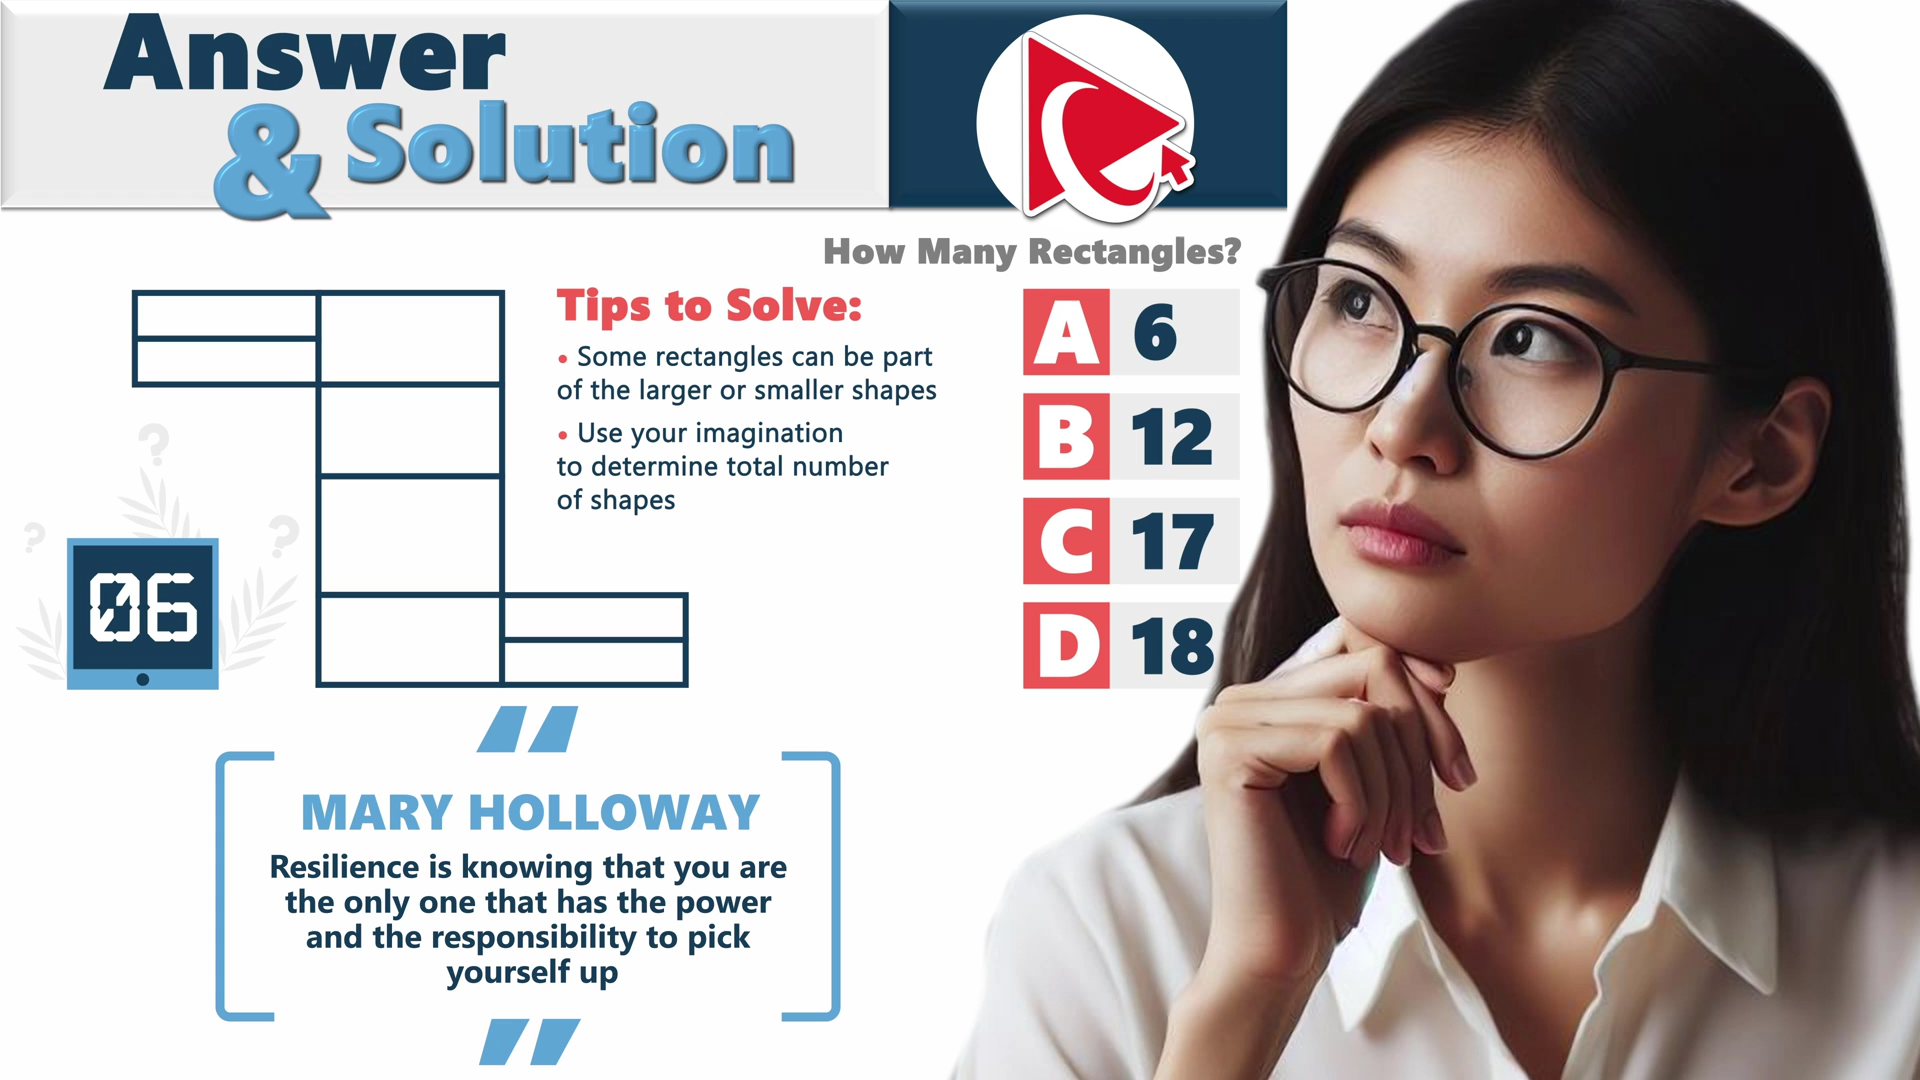 Answer
& Solution
How Many Rectangles?
Tips to Solve:
• Some rectangles can be part
of the larger or smaller shapes
• Use your imagination
to determine total number
of shapes
A 6
B 12
C 17
D 18
? ? ?
06
“
MARY HOLLOWAY
Resilience is knowing that you are
the only one that has the power
and the responsibility to pick
yourself up
”